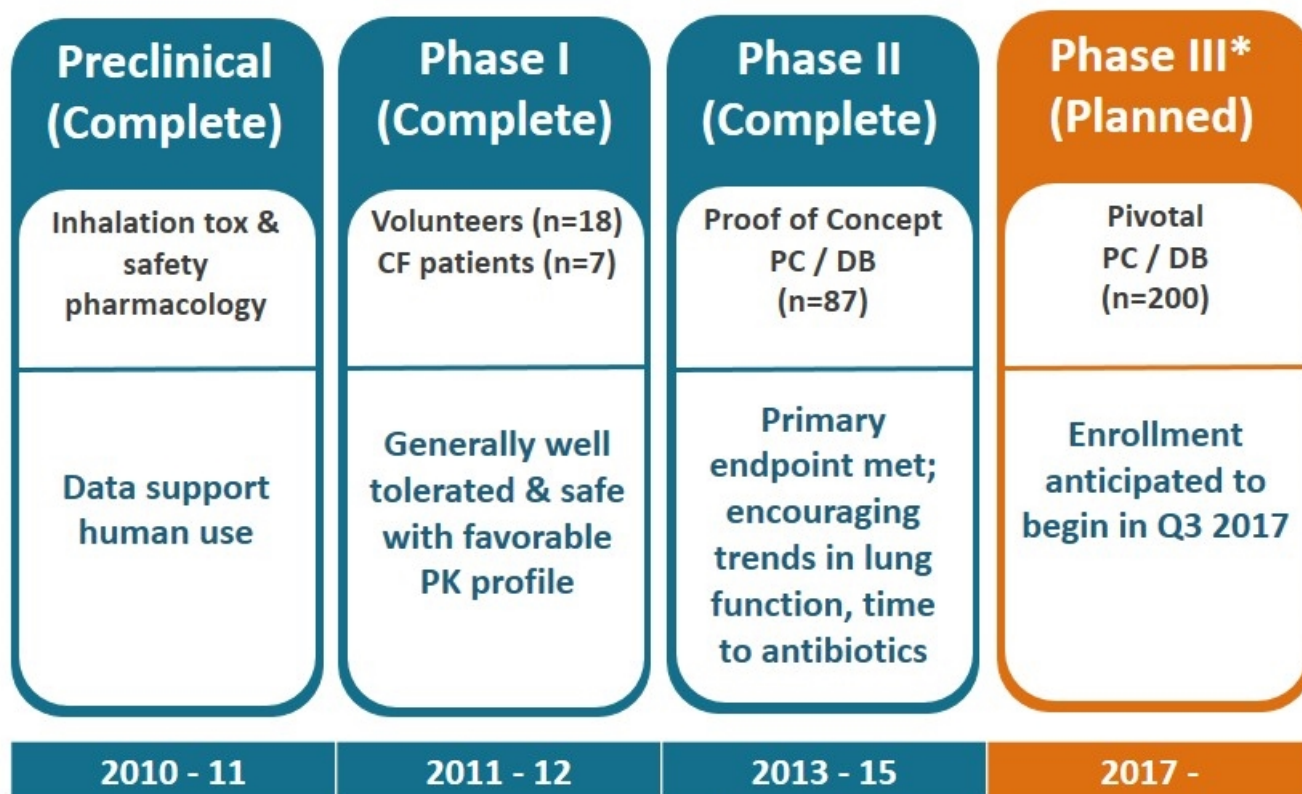 Preclinical
(Complete)
Inhalation tox &
safety
pharmacology
Data support
human use
2010 - 11
Phase I
(Complete)
Volunteers (n=18)
CF patients (n=7)
Generally well
tolerated & safe
with favorable
PK profile
2011 - 12
Phase II
(Complete)
Proof of Concept
PC / DB
(n=87)
Primary
endpoint met;
encouraging
trends in lung
function, time
to antibiotics
2013 - 15
Phase III*
(Planned)
Pivotal
PC / DB
(n=200)
Enrollment
anticipated to
begin in Q3 2017
2017 -